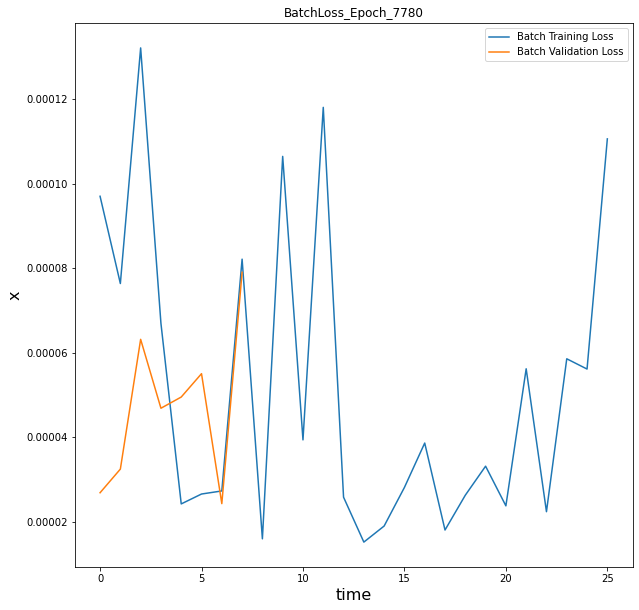 BatchLoss_Epoch_7780
Batch Training Loss
Batch Validation Loss
0.00012
0.00010
0.00008
0.00006
0.00004
0.00002
x
0 5 10 15 20 25
time